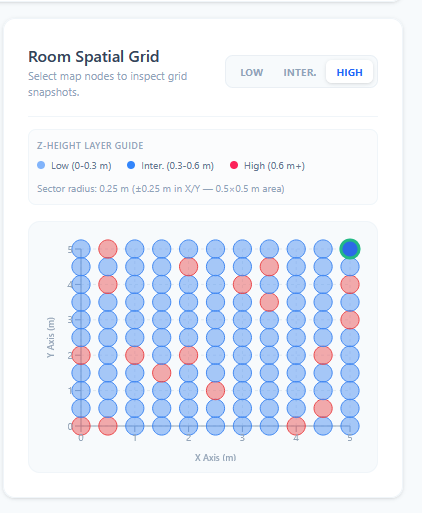 Room Spatial Grid
Select map nodes to inspect grid
snapshots.
LOW INTER. HIGH
Z-HEIGHT LAYER GUIDE
Low (0-0.3 m) Inter. (0.3-0.6 m) High (0.6 m+)
Sector radius: 0.25 m (±0.25 m in X/Y — 0.5×0.5 m area)
Y Axis (m)
5
4
3
2
1
0
0 1 2 3 4 5
X Axis (m)